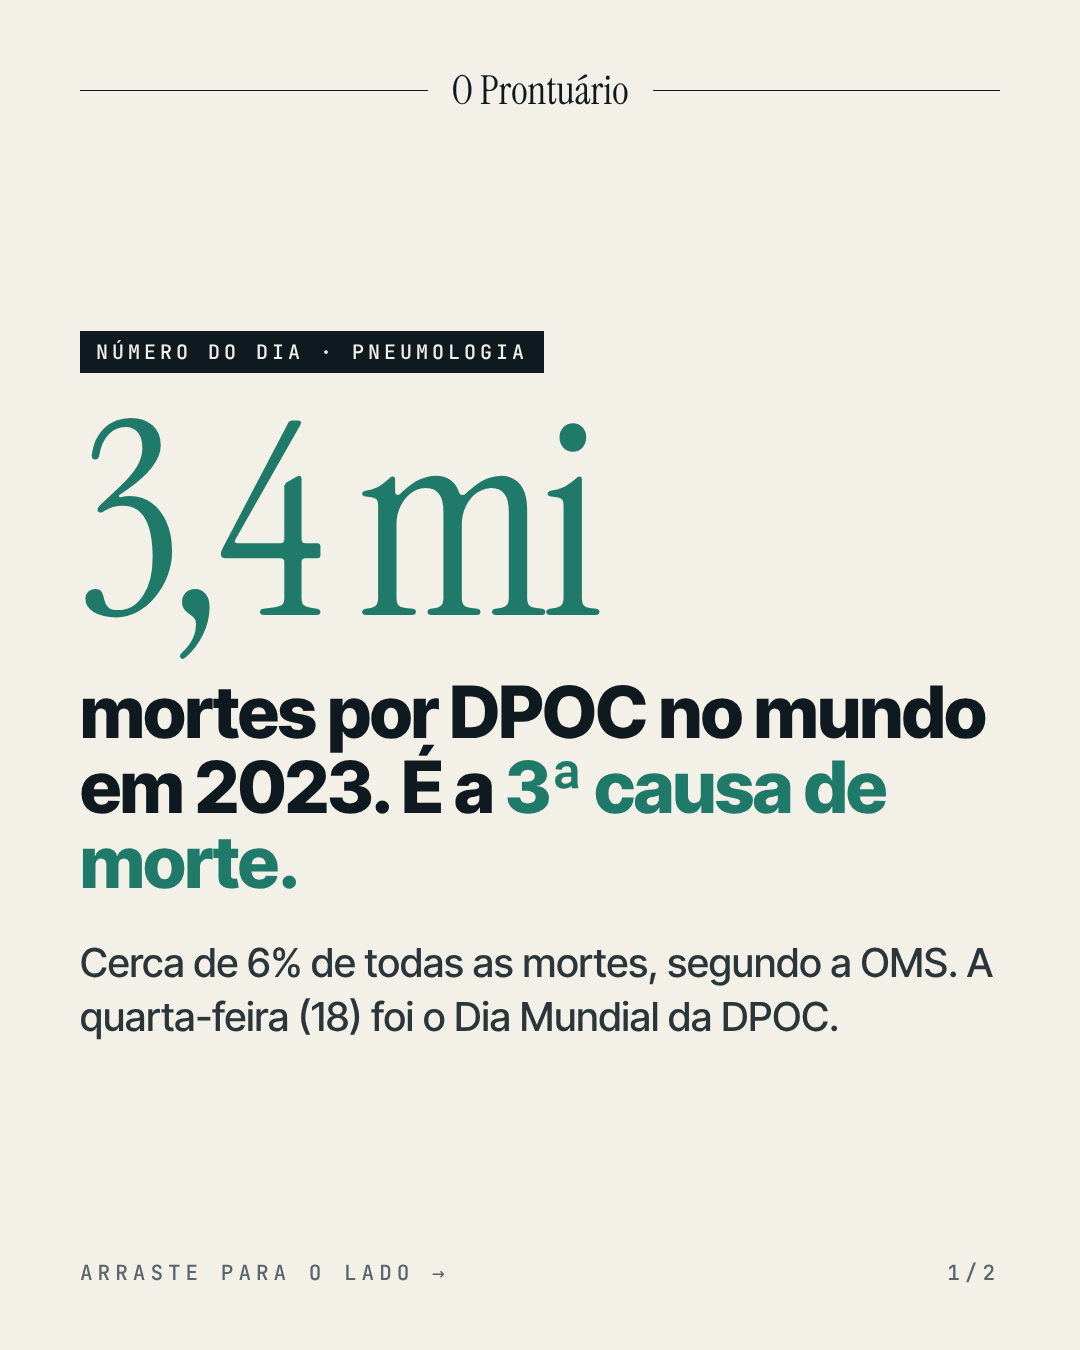 O Prontuário
NÚMERO DO DIA · PNEUMOLOGIA
3,4 mi
mortes por DPOC no mundo
em 2023. É a 3ª causa de
morte.
Cerca de 6% de todas as mortes, segundo a OMS. A
quarta-feira (18) foi o Dia Mundial da DPOC.
ARRASTE PARA O LADO →
1/2